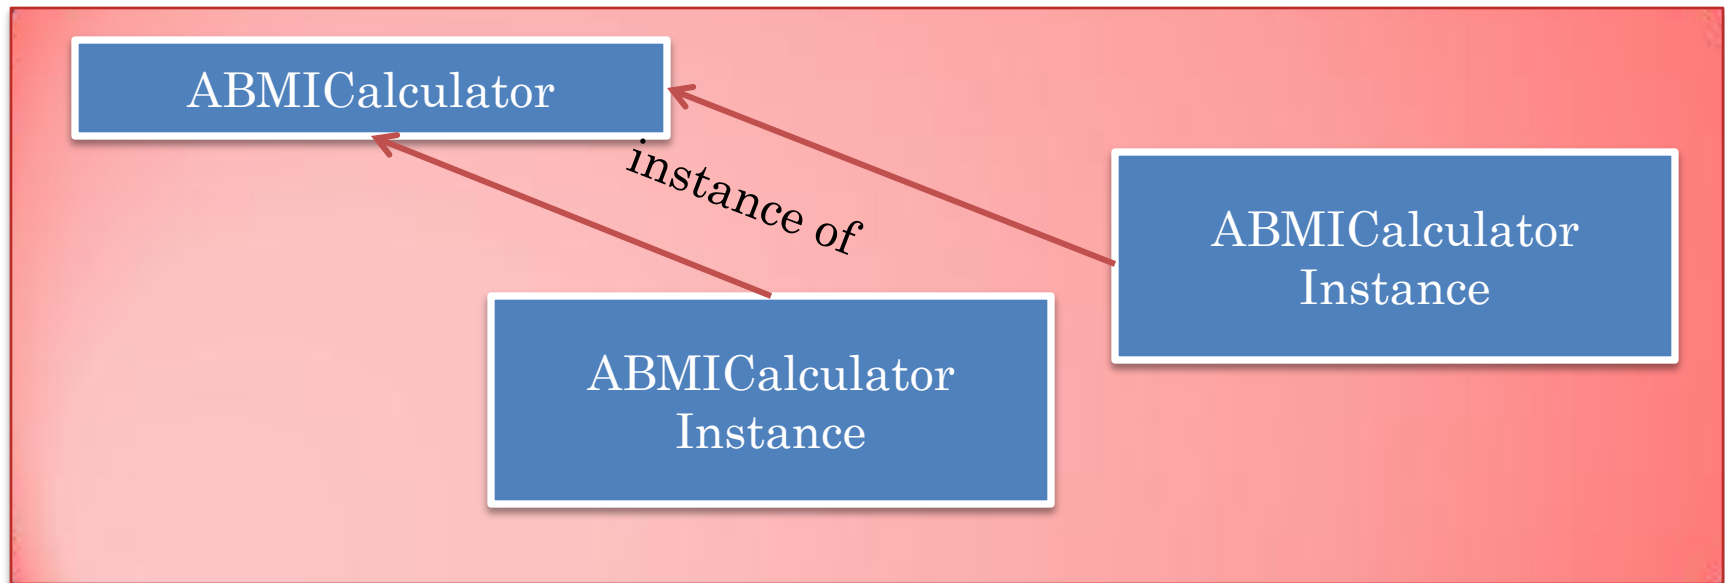 ABMICalculator
instance of
ABMICalculator
Instance
ABMICalculator
Instance